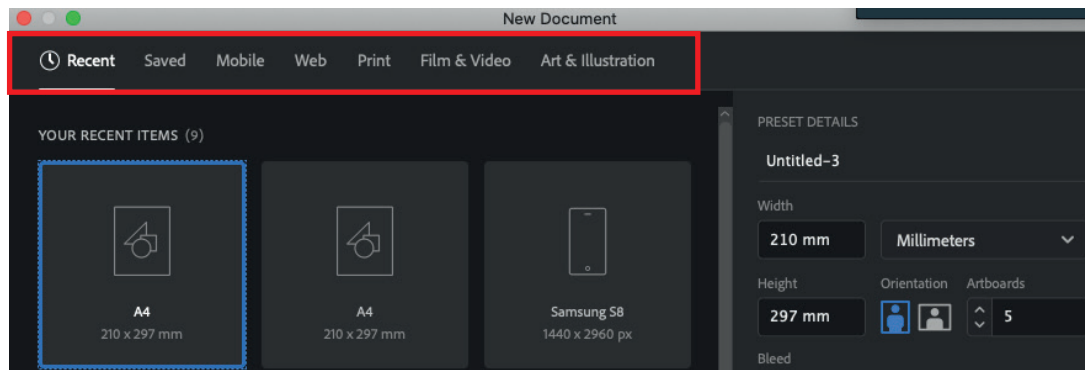 New Document
Recent Saved Mobile Web Print Film & Video Art & Illustration
YOUR RECENT ITEMS (9)
A4
210 x 297 mm
A4
210 x 297 mm
Samsung S8
1440 x 2960 px
PRESET DETAILS
Untitled-3
Width
210 mm Millimeters
Height Orientation Artboards
297 mm 5
Bleed